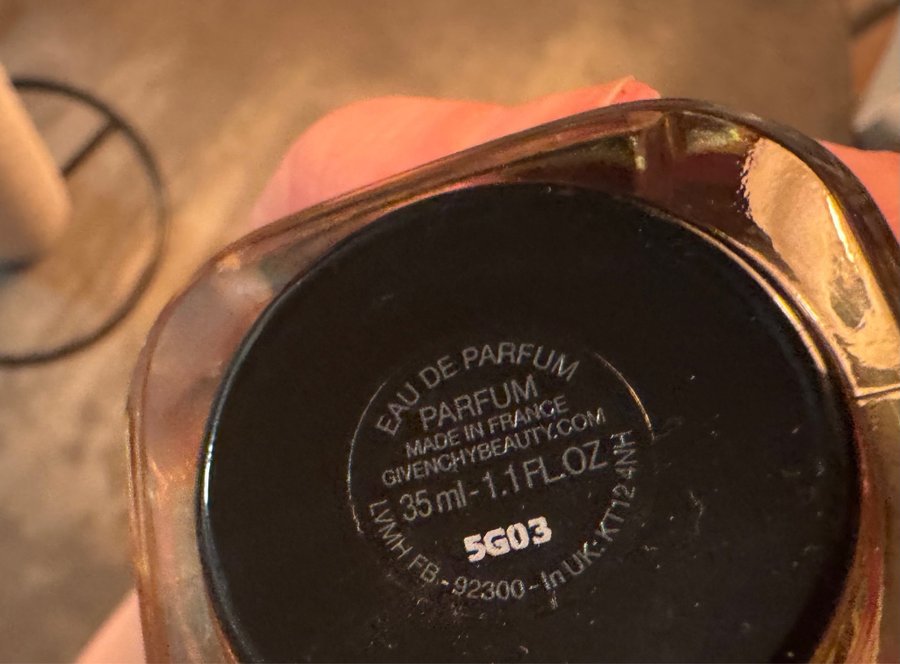 EAU DE PARFUM
PARFUM
MADE IN FRANCE
GIVENCHYBEAUTY.COM
35 ml - 1.1 FL.OZ
5G03
LVMH FB - 92300 - In UK: KT12 4NH